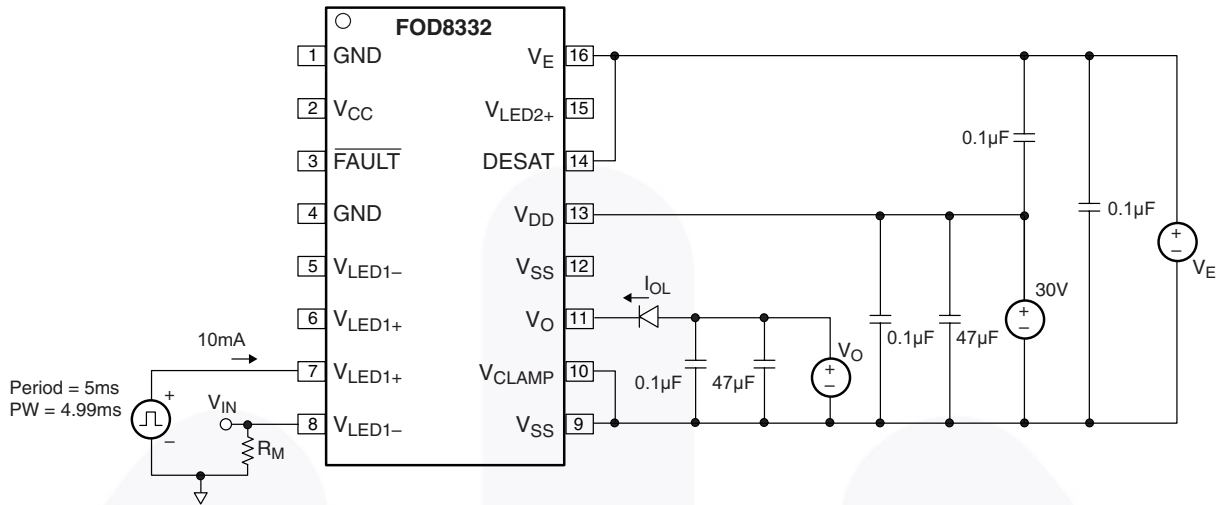 FOD8332
1 GND
2 VCC
3 FAULT
4 GND
5 VLED1–
6 VLED1+
7 VLED1+
8 VLED1–
VE 16
VLED2+ 15
DESAT 14
VDD 13
VSS 12
VO 11
VCLAMP 10
VSS 9
10mA
Period = 5ms
PW = 4.99ms
+
–
VIN
RM
IOL
0.1µF
47µF
VO
+
–
0.1µF
47µF
30V
+
–
0.1µF
0.1µF
+
–
VE